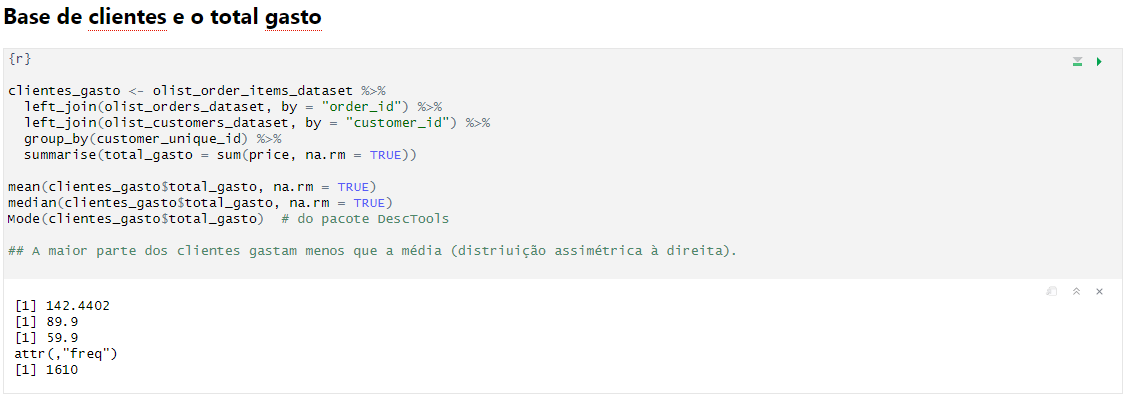 Base de clientes e o total gasto
{r}
clientes_gasto <- olist_order_items_dataset %>%
  left_join(olist_orders_dataset, by = "order_id") %>%
  left_join(olist_customers_dataset, by = "customer_id") %>%
  group_by(customer_unique_id) %>%
  summarise(total_gasto = sum(price, na.rm = TRUE))
mean(clientes_gasto$total_gasto, na.rm = TRUE)
median(clientes_gasto$total_gasto, na.rm = TRUE)
Mode(clientes_gasto$total_gasto)  # do pacote DescTools
## A maior parte dos clientes gastam menos que a média (distriuição assimétrica à direita).
[1] 142.4402
[1] 89.9
[1] 59.9
attr(,"freq")
[1] 1610